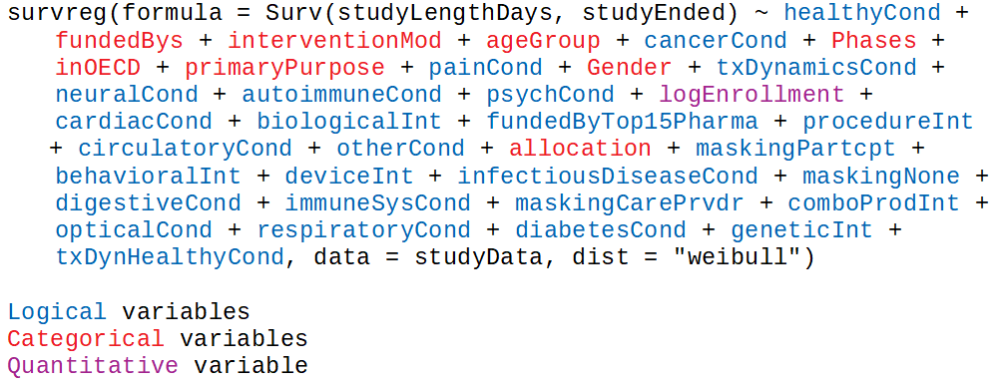 survreg(formula = Surv(studyLengthDays, studyEnded) ~ healthyCond +
fundedBys + interventionMod + ageGroup + cancerCond + Phases +
inOECD + primaryPurpose + painCond + Gender + txDynamicsCond +
neuralCond + autoimmuneCond + psychCond + logEnrollment +
cardiacCond + biologicalInt + fundedByTop15Pharma + procedureInt
+ circulatoryCond + otherCond + allocation + maskingPartcpt +
behavioralInt + deviceInt + infectiousDiseaseCond + maskingNone +
digestiveCond + immuneSysCond + maskingCarePrvdr + comboProdInt +
opticalCond + respiratoryCond + diabetesCond + geneticInt +
txDynHealthyCond, data = studyData, dist = "weibull")
Logical variables
Categorical variables
Quantitative variable